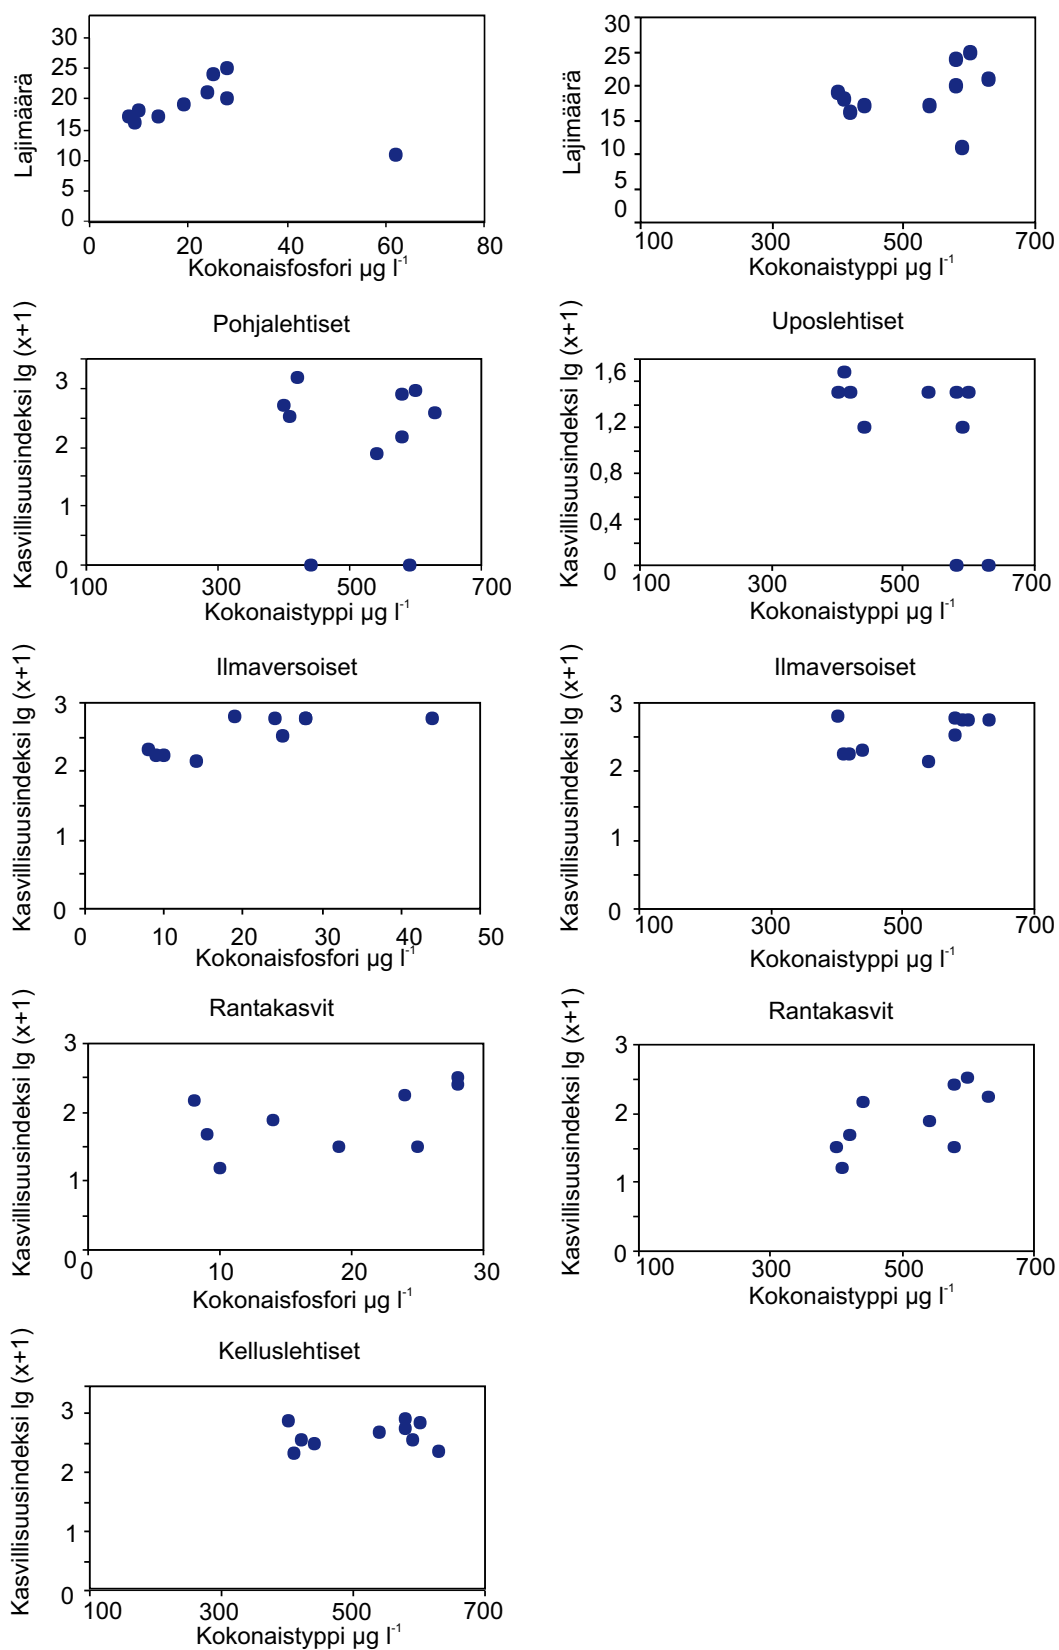 Lajimäärä
30
25
20
15
10
5
0
0 20 40 60 80
Kokonaisfosfori µg l-1
Lajimäärä
30
25
20
15
10
5
0
100 300 500 700
Kokonaistyppi µg l-1
Pohjalehtiset
Kasvillisuusindeksi lg (x+1)
3
2
1
0
100 300 500 700
Kokonaistyppi µg l-1
Uposlehtiset
Kasvillisuusindeksi lg (x+1)
1,6
1,2
0,8
0,4
0
100 300 500 700
Kokonaistyppi µg l-1
Ilmaversoiset
Kasvillisuusindeksi lg (x+1)
3
2
1
0
0 10 20 30 40 50
Kokonaisfosfori µg l-1
Ilmaversoiset
Kasvillisuusindeksi lg (x+1)
3
2
1
0
100 300 500 700
Kokonaistyppi µg l-1
Rantakasvit
Kasvillisuusindeksi lg (x+1)
3
2
1
0
0 10 20 30
Kokonaisfosfori µg l-1
Rantakasvit
Kasvillisuusindeksi lg (x+1)
3
2
1
0
100 300 500 700
Kokonaistyppi µg l-1
Kelluslehtiset
Kasvillisuusindeksi lg (x+1)
3
2
1
0
100 300 500 700
Kokonaistyppi µg l-1